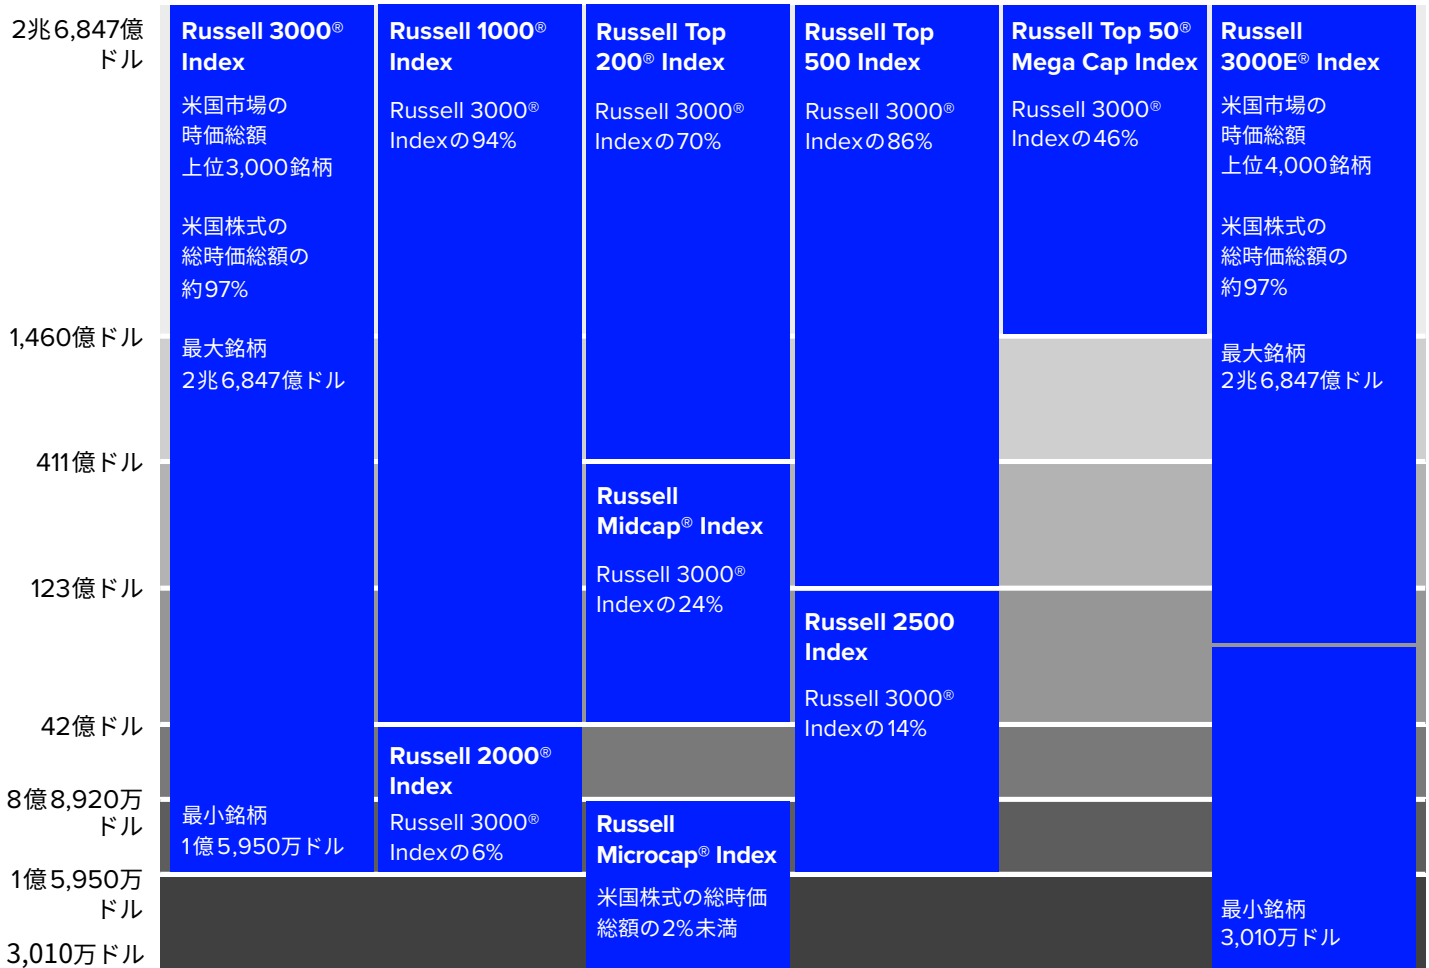 2兆6,847億
ドル
1,460億ドル
411億ドル
123億ドル
42億ドル
8億8,920万
ドル
1億5,950万
ドル
3,010万ドル
Russell 3000®
Index
米国市場の
時価総額
上位3,000銘柄
米国株式の
総時価総額の
約97%
最大銘柄
2兆6,847億ドル
最小銘柄
1億5,950万ドル
Russell 1000®
Index
Russell 3000®
Indexの94%
Russell 2000®
Index
Russell 3000®
Indexの6%
Russell Top
200® Index
Russell 3000®
Indexの70%
Russell
Midcap® Index
Russell 3000®
Indexの24%
Russell
Microcap® Index
米国株式の総時価
総額の2%未満
Russell Top
500 Index
Russell 3000®
Indexの86%
Russell 2500
Index
Russell 3000®
Indexの14%
Russell Top 50®
Mega Cap Index
Russell 3000®
Indexの46%
Russell
3000E® Index
米国市場の
時価総額
上位4,000銘柄
米国株式の
総時価総額の
約97%
最大銘柄
2兆6,847億ドル
最小銘柄
3,010万ドル